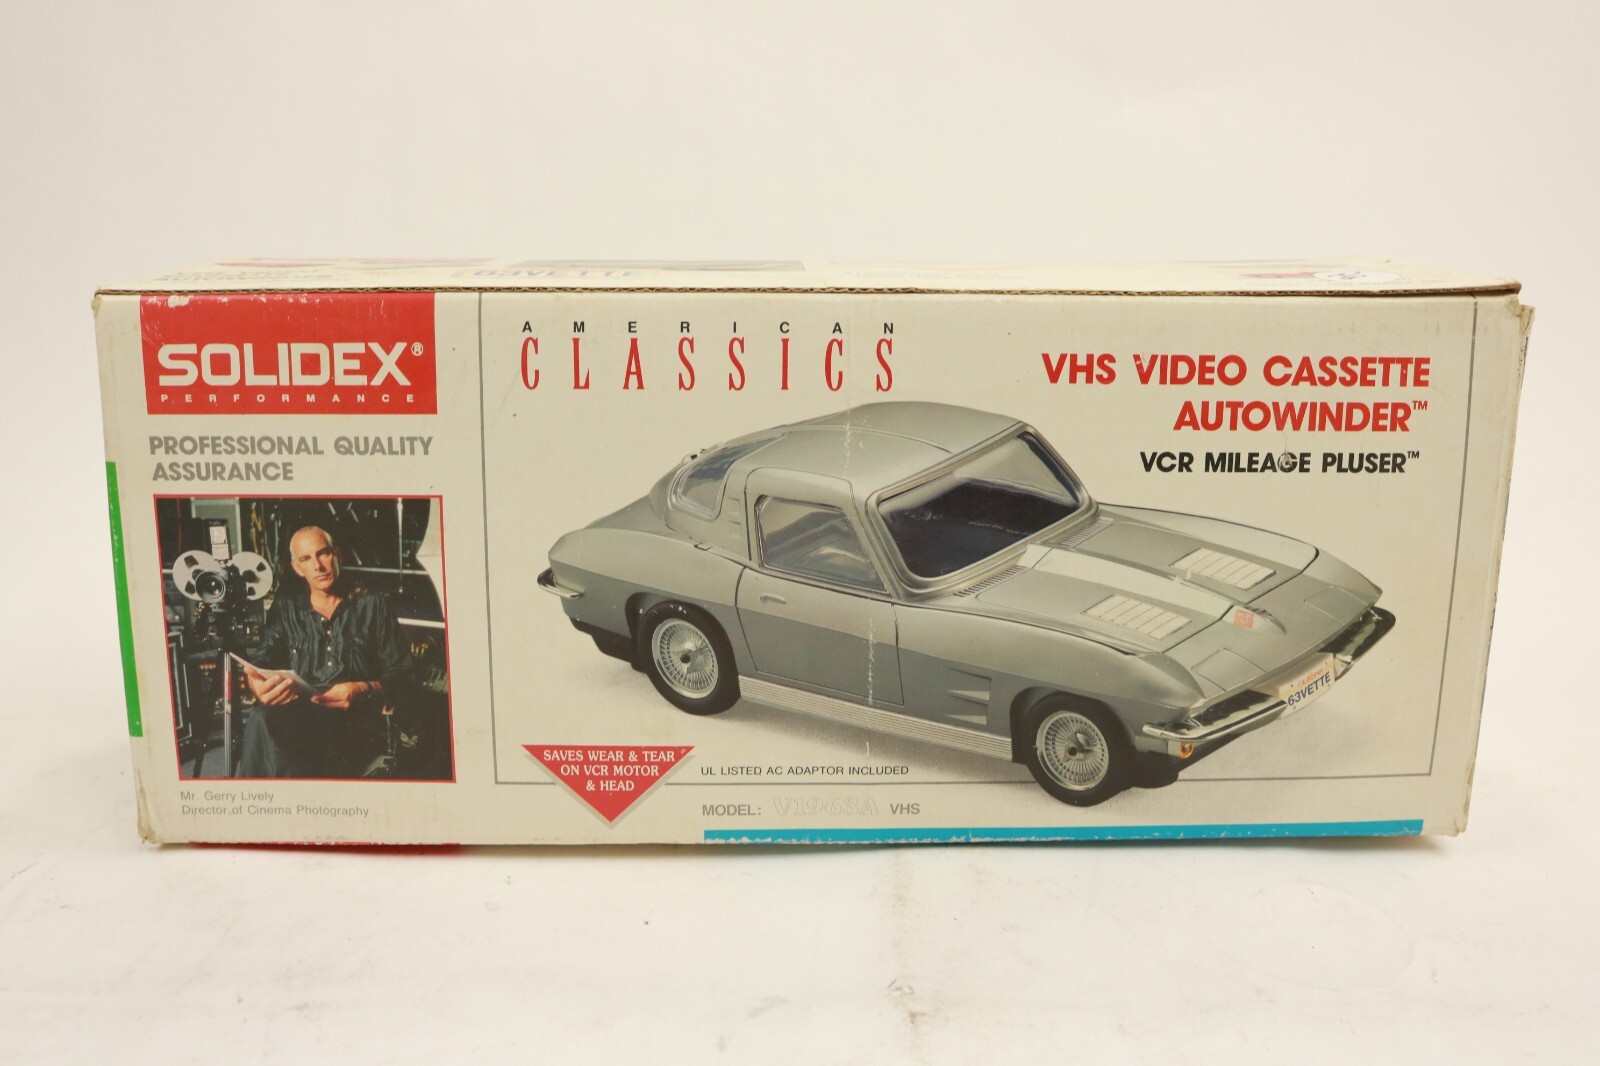 63VETTE
SOLIDEX®
PERFORMANCE
PROFESSIONAL QUALITY
ASSURANCE
Mr. Gerry Lively
Director of Cinema Photography
AMERICAN
CLASSICS
VHS VIDEO CASSETTE
AUTOWINDER™
VCR MILEAGE PLUSER™
63VETTE
SAVES WEAR & TEAR
ON VCR MOTOR
& HEAD
UL LISTED AC ADAPTOR INCLUDED
MODEL: V1963A VHS